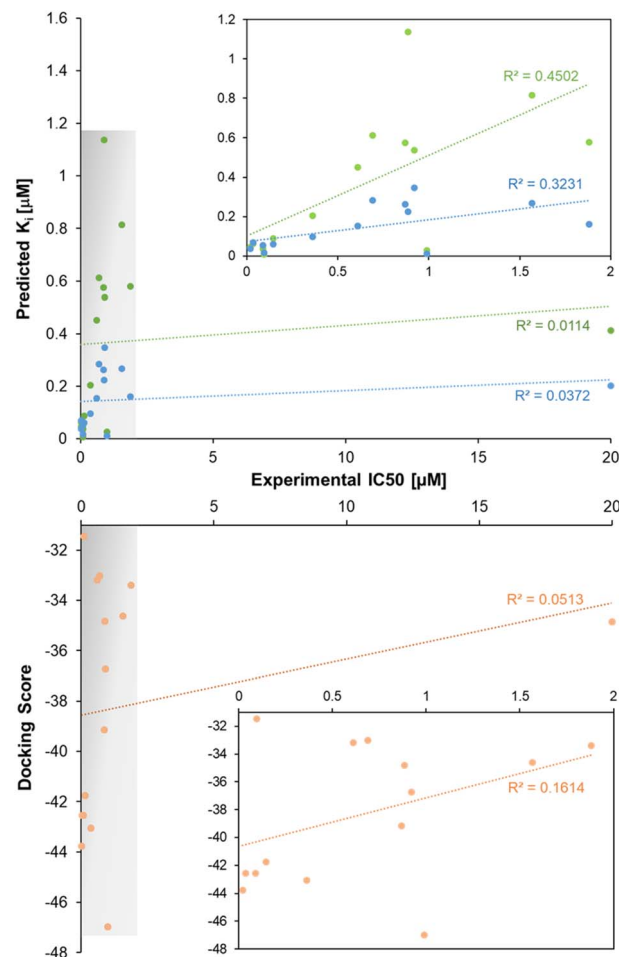 Predicted Ki [µM]
1.6
1.4
1.2
1
0.8
0.6
0.4
0.2
0
1.2
1
0.8
0.6
0.4
0.2
0
R² = 0.4502
R² = 0.3231
0 0.5 1 1.5 2
R² = 0.0114
R² = 0.0372
0 5 10 15 20
Experimental IC50 [µM]
0 5 10 15 20
Docking Score
-31
-34
-36
-38
-40
-42
-44
-46
-48
R² = 0.0513
0 0.5 1 1.5 2
-32
-34
-36
-38
-40
-42
-44
-46
-48
R² = 0.1614